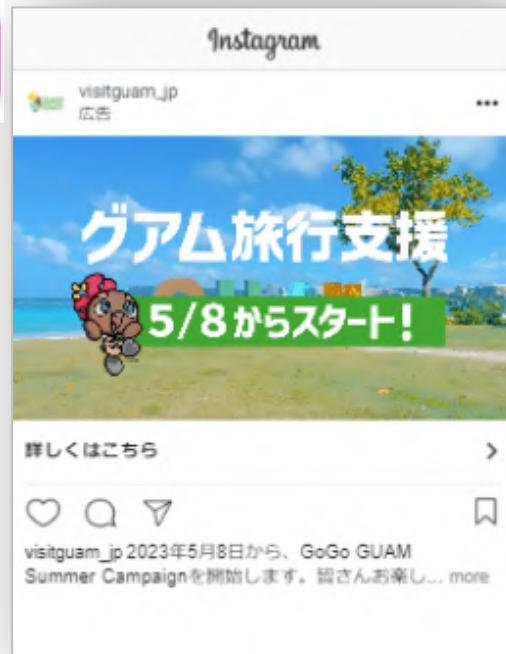 Instagram
visitguam_jp
広告
グアム旅行支援
5/8からスタート!
詳しくはこちら
visitguam_jp 2023年5月8日から、GoGo GUAM
Summer Campaignを開始します。皆さんお楽し... more